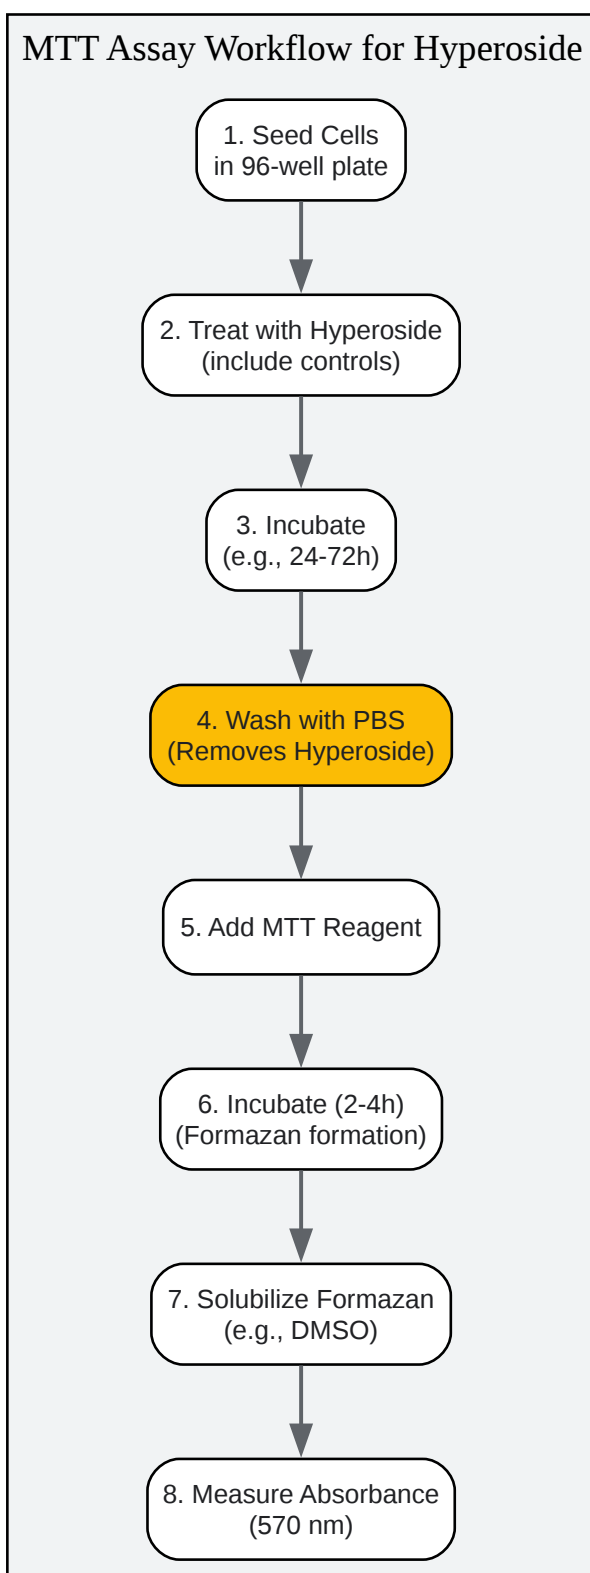 MTT Assay Workflow for Hyperoside
1. Seed Cells
in 96-well plate
2. Treat with Hyperoside
(include controls)
3. Incubate
(e.g., 24-72h)
4. Wash with PBS
(Removes Hyperoside)
5. Add MTT Reagent
6. Incubate (2-4h)
(Formazan formation)
7. Solubilize Formazan
(e.g., DMSO)
8. Measure Absorbance
(570 nm)